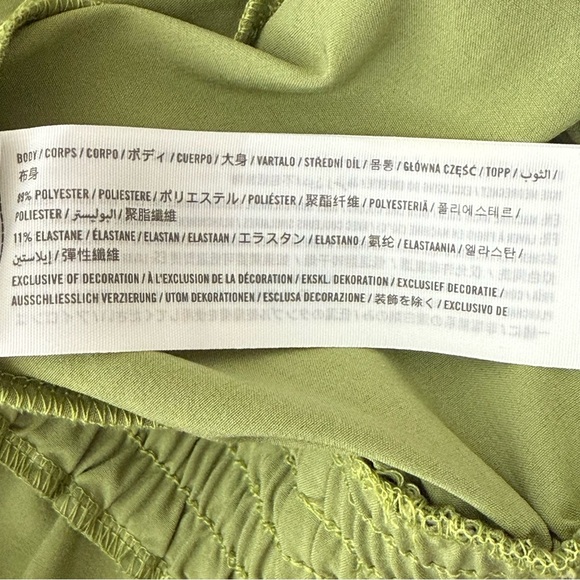 BODY / CORPS / CORPO / ボディ / CUERPO / 大身 / VARTALO / STŘEDNÍ DÍL / 몸통 / GŁÓWNA CZĘŚĆ / TOPP / الثوب /
布身
89% POLYESTER / POLIESTERE / ポリエステル / POLIÉSTER / 聚酯纤维 / POLYESTERIÄ / 폴리에스테르 /
POLIESTER / البوليستر / 聚脂纖維
11% ELASTANE / ÉLASTANE / ELASTAN / ELASTAAN / エラスタン / ELASTANO / 氨纶 / ELASTAANIA / 엘라스탄 /
إيلاستين / 弾性纖維
EXCLUSIVE OF DECORATION / À L'EXCLUSION DE LA DÉCORATION / EKSKL. DEKORATION / EXCLUSIEF DECORATIE /
AUSSCHLIESSLICH VERZIERUNG / UTOM DEKORATIONEN / ESCLUSA DECORAZIONE / 装飾を除く / EXCLUSIVO DE